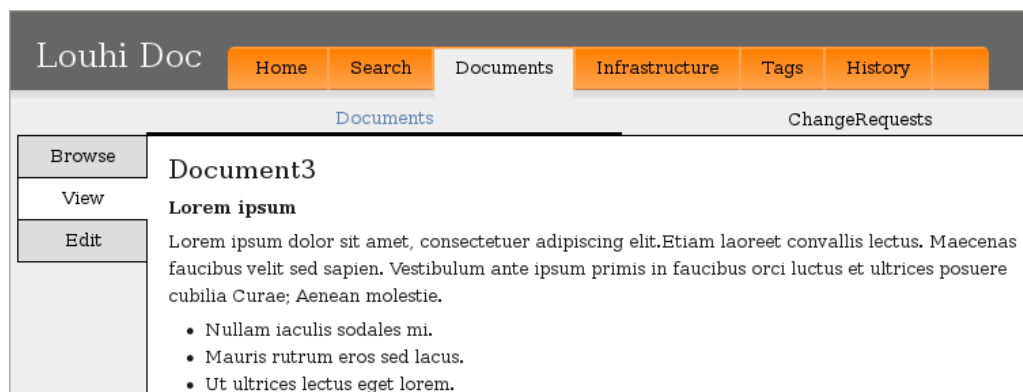 Louhi Doc
Home Search Documents Infrastructure Tags History
Documents ChangeRequests
Browse
View
Edit
Document3
Lorem ipsum
Lorem ipsum dolor sit amet, consectetuer adipiscing elit.Etiam laoreet convallis lectus. Maecenas
faucibus velit sed sapien. Vestibulum ante ipsum primis in faucibus orci luctus et ultrices posuere
cubilia Curae; Aenean molestie.
• Nullam iaculis sodales mi.
• Mauris rutrum eros sed lacus.
• Ut ultrices lectus eget lorem.